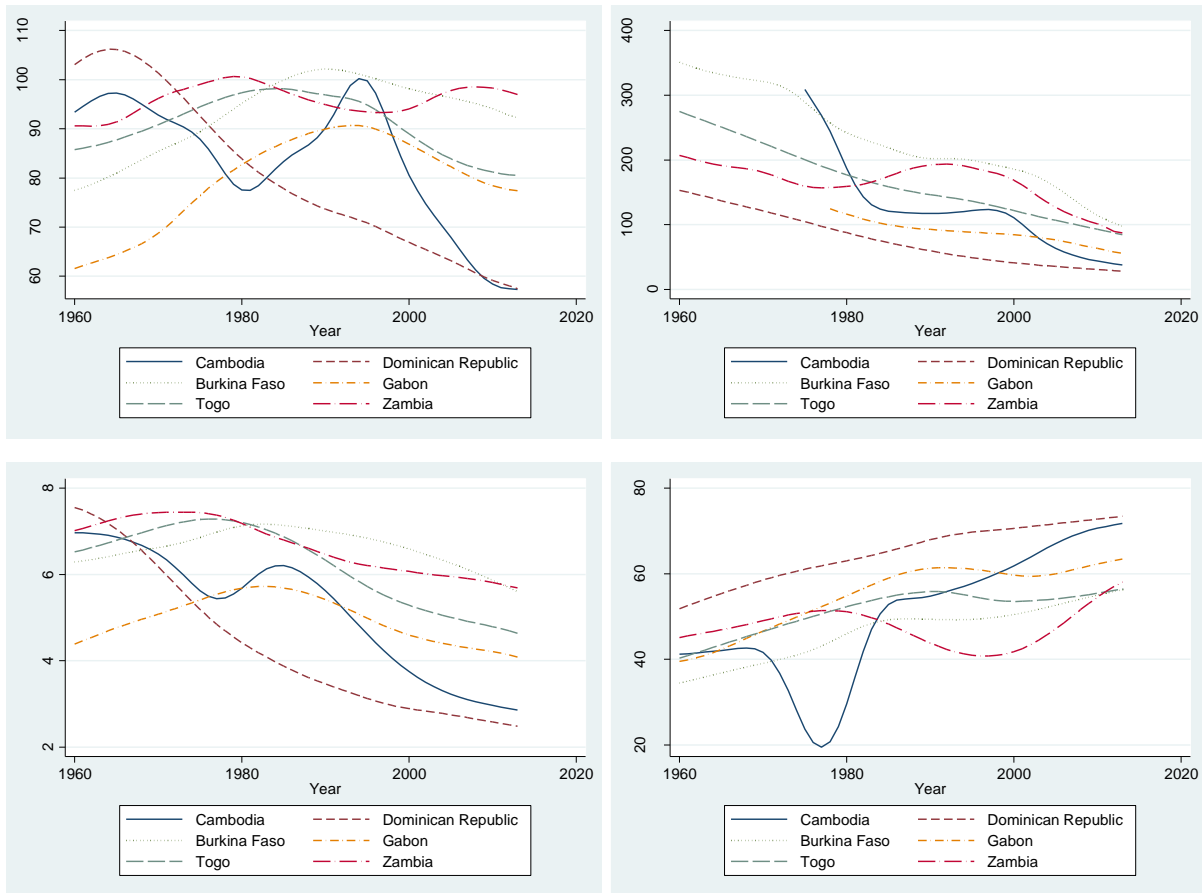 110
100
90
80
70
60
1960 1980 2000 2020
Year
Cambodia Dominican Republic
Burkina Faso Gabon
Togo Zambia
400
300
200
100
0
1960 1980 2000 2020
Year
Cambodia Dominican Republic
Burkina Faso Gabon
Togo Zambia
8
6
4
2
1960 1980 2000 2020
Year
Cambodia Dominican Republic
Burkina Faso Gabon
Togo Zambia
80
60
40
20
1960 1980 2000 2020
Year
Cambodia Dominican Republic
Burkina Faso Gabon
Togo Zambia